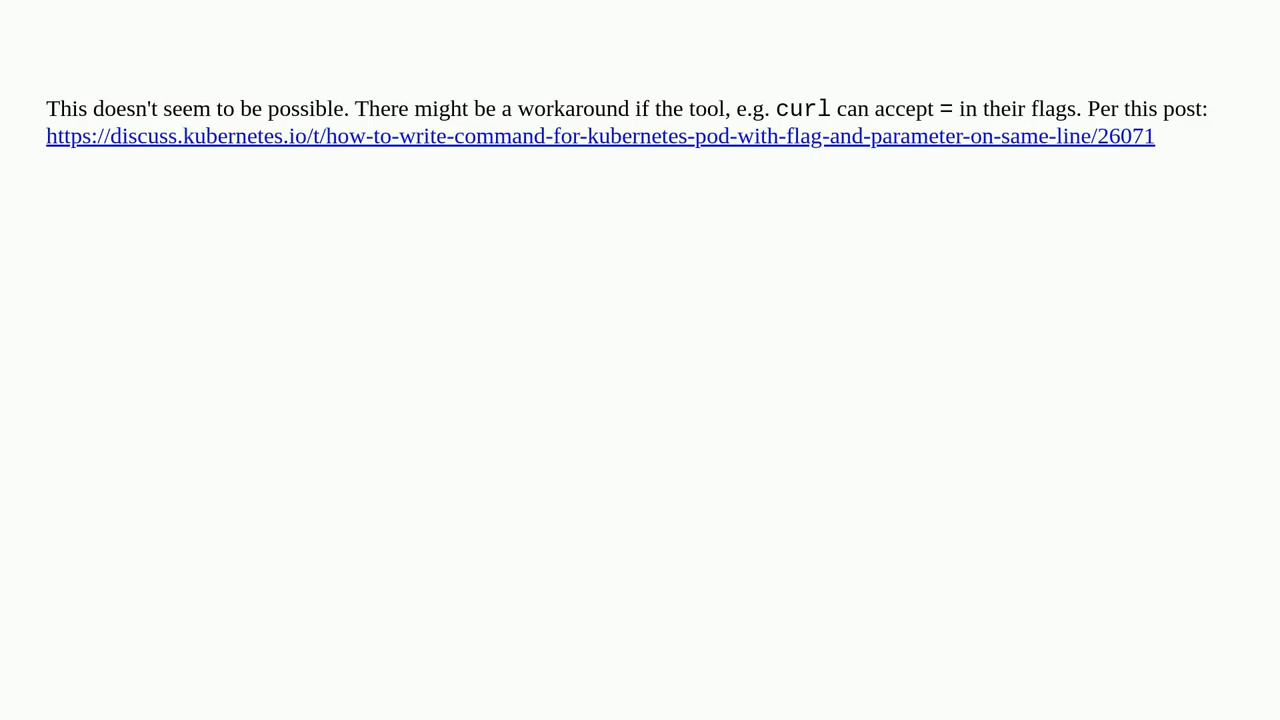 This doesn't seem to be possible. There might be a workaround if the tool, e.g. curl can accept = in their flags. Per this post:
https://discuss.kubernetes.io/t/how-to-write-command-for-kubernetes-pod-with-flag-and-parameter-on-same-line/26071